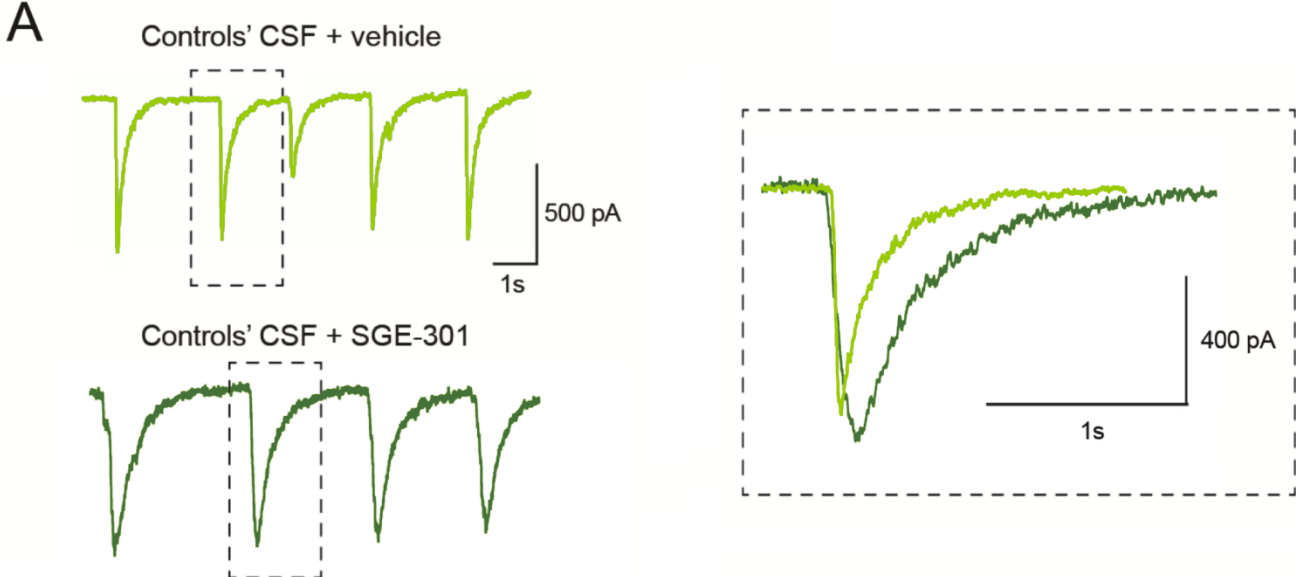 A
Controls' CSF + vehicle
500 pA
1s
Controls' CSF + SGE-301
400 pA
1s